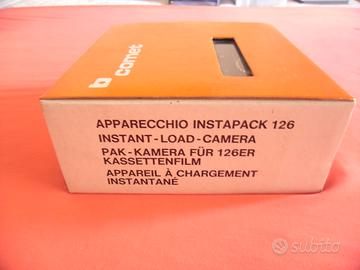 comet
APPARECCHIO INSTAPACK 126
INSTANT-LOAD-CAMERA
PAK-KAMERA FÜR 126ER
KASSETTENFILM
APPAREIL À CHARGEMENT
INSTANTANÉ
subito